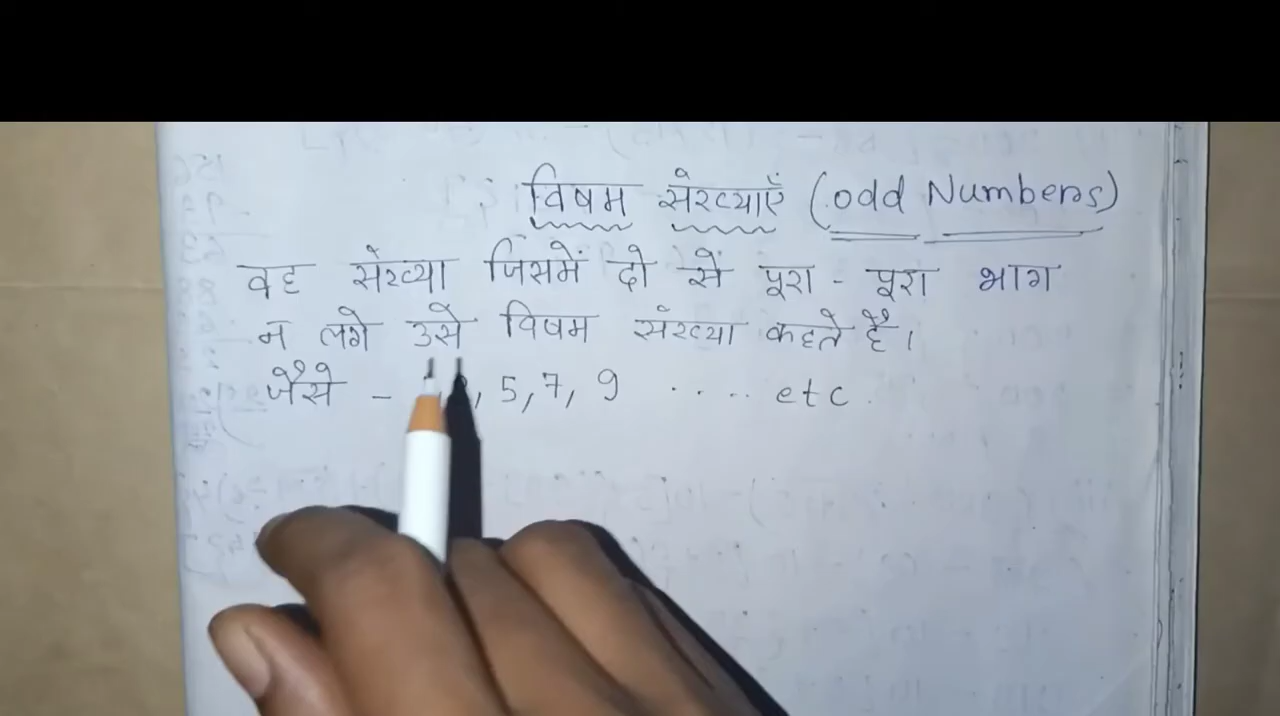 विषम संख्याएँ (odd Numbers)
वह संख्या जिसमें दो से पूरा - पूरा भाग
न लगे उसे विषम संख्या कहते है।
जैसे - , 5, 7, 9 ..... etc